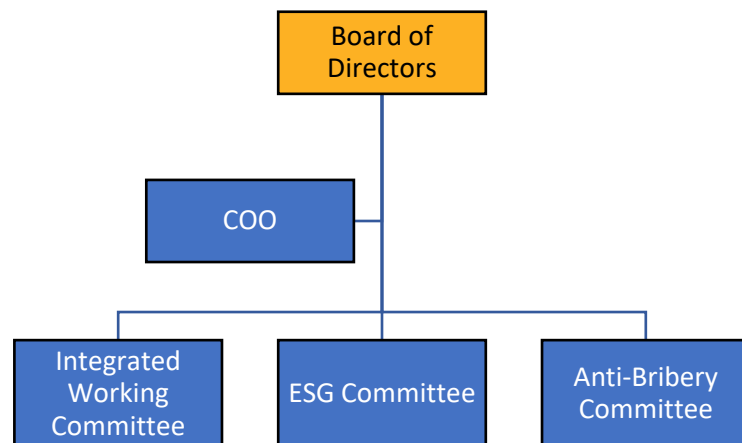 Board of
Directors
COO
Integrated
Working
Committee
ESG Committee
Anti-Bribery
Committee